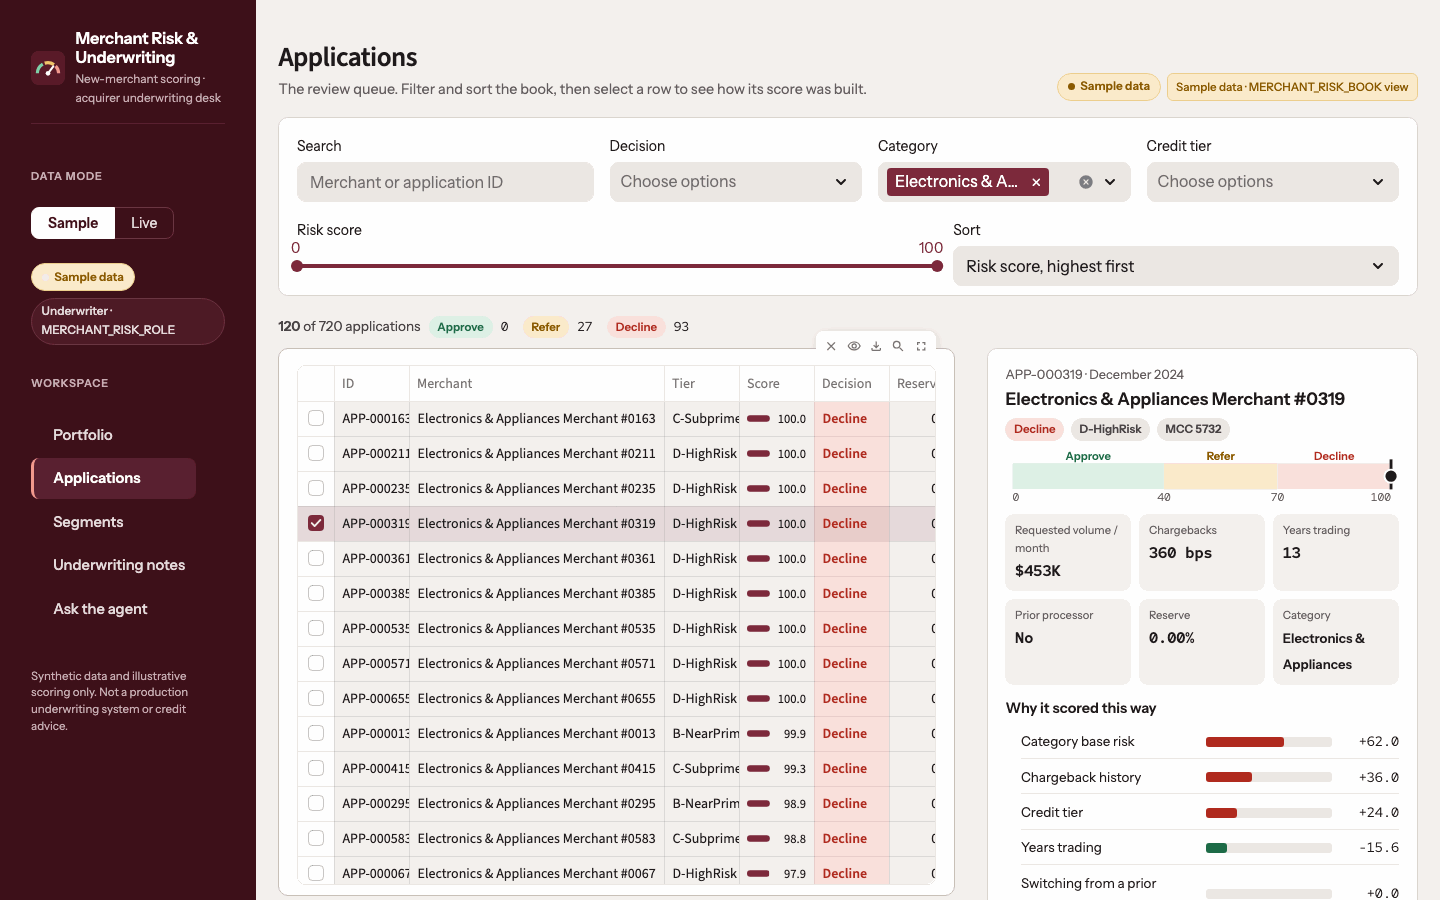 Merchant Risk &
Underwriting
New-merchant scoring ·
acquirer underwriting desk
DATA MODE
Sample
Live
Sample data
Underwriter ·
MERCHANT_RISK_ROLE
WORKSPACE
Portfolio
Applications
Segments
Underwriting notes
Ask the agent
Synthetic data and illustrative
scoring only. Not a production
underwriting system or credit
advice.
Applications
The review queue. Filter and sort the book, then select a row to see how its score was built.
Sample data
Sample data · MERCHANT_RISK_BOOK view
Search
Decision
Category
Credit tier
Merchant or application ID
Choose options
Electronics & A...
Choose options
Risk score
0
100
Sort
Risk score, highest first
120 of 720 applications Approve 0 Refer 27 Decline 93
ID Merchant Tier Score Decision Reserv
APP-000163 Electronics & Appliances Merchant #0163 C-Subprime 100.0 Decline 0
APP-000211 Electronics & Appliances Merchant #0211 D-HighRisk 100.0 Decline 0
APP-000235 Electronics & Appliances Merchant #0235 D-HighRisk 100.0 Decline 0
APP-000319 Electronics & Appliances Merchant #0319 D-HighRisk 100.0 Decline 0
APP-000361 Electronics & Appliances Merchant #0361 D-HighRisk 100.0 Decline 0
APP-000385 Electronics & Appliances Merchant #0385 D-HighRisk 100.0 Decline 0
APP-000535 Electronics & Appliances Merchant #0535 D-HighRisk 100.0 Decline 0
APP-000571 Electronics & Appliances Merchant #0571 D-HighRisk 100.0 Decline 0
APP-000655 Electronics & Appliances Merchant #0655 D-HighRisk 100.0 Decline 0
APP-000013 Electronics & Appliances Merchant #0013 B-NearPrim 99.9 Decline 0
APP-000415 Electronics & Appliances Merchant #0415 C-Subprime 99.3 Decline 0
APP-000295 Electronics & Appliances Merchant #0295 B-NearPrim 98.9 Decline 0
APP-000583 Electronics & Appliances Merchant #0583 C-Subprime 98.8 Decline 0
APP-000067 Electronics & Appliances Merchant #0067 D-HighRisk 97.9 Decline 0
APP-000319 · December 2024
Electronics & Appliances Merchant #0319
Decline D-HighRisk MCC 5732
Approve Refer Decline
0 40 70 100
Requested volume /
month
$453K
Chargebacks
360 bps
Years trading
13
Prior processor
No
Reserve
0.00%
Category
Electronics &
Appliances
Why it scored this way
Category base risk +62.0
Chargeback history +36.0
Credit tier +24.0
Years trading -15.6
Switching from a prior +0.0